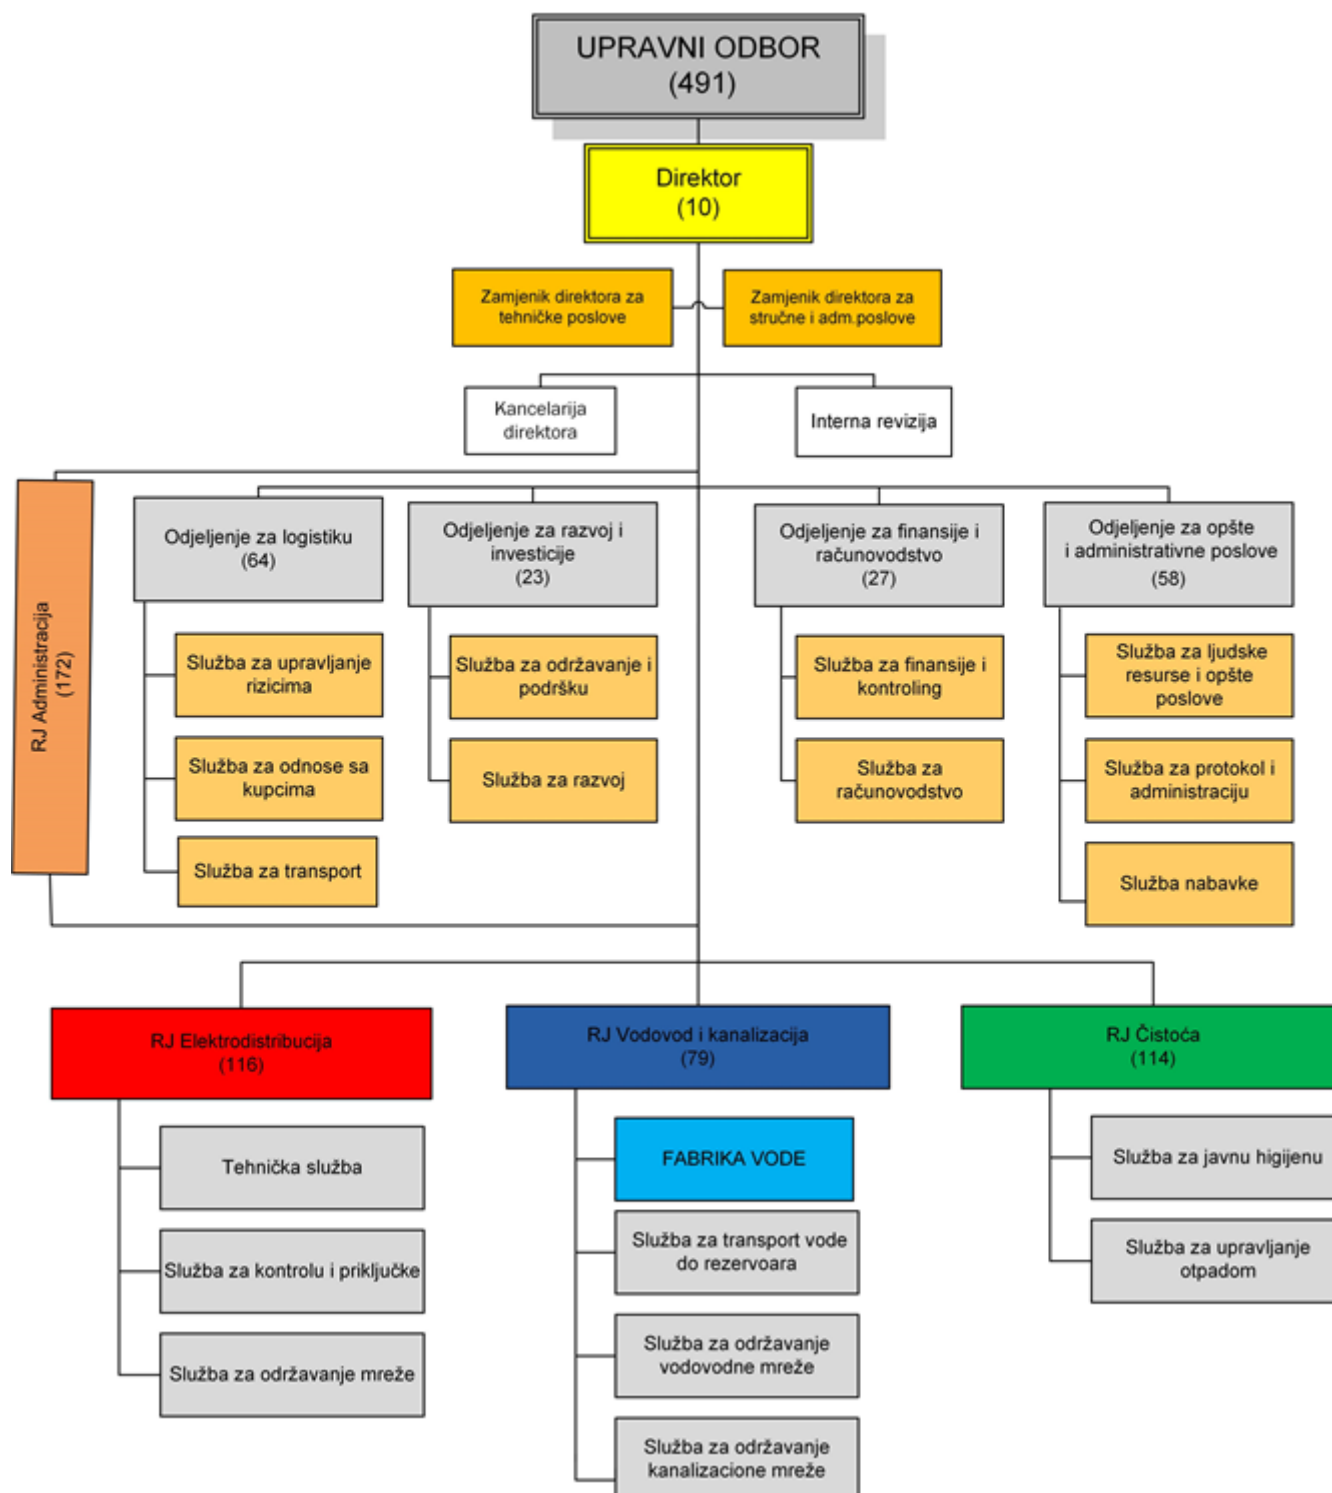 UPRAVNI ODBOR
(491)
Direktor
(10)
Zamjenik direktora za
tehničke poslove
Zamjenik direktora za
stručne i adm.poslove
Kancelarija
direktora
Interna revizija
RJ Administracija
(172)
Odjeljenje za logistiku
(64)
Odjeljenje za razvoj i
investicije
(23)
Odjeljenje za finansije i
računovodstvo
(27)
Odjeljenje za opšte
i administrativne poslove
(58)
Služba za upravljanje
rizicima
Služba za odnose sa
kupcima
Služba za transport
Služba za održavanje i
podršku
Služba za razvoj
Služba za finansije i
kontroling
Služba za
računovodstvo
Služba za ljudske
resurse i opšte
poslove
Služba za protokol i
administraciju
Služba nabavke
RJ Elektrodistribucija
(116)
Tehnička služba
Služba za kontrolu i priključke
Služba za održavanje mreže
RJ Vodovod i kanalizacija
(79)
FABRIKA VODE
Služba za transport vode
do rezervoara
Služba za održavanje
vodovodne mreže
Služba za održavanje
kanalizacione mreže
RJ Čistoća
(114)
Služba za javnu higijenu
Služba za upravljanje
otpadom